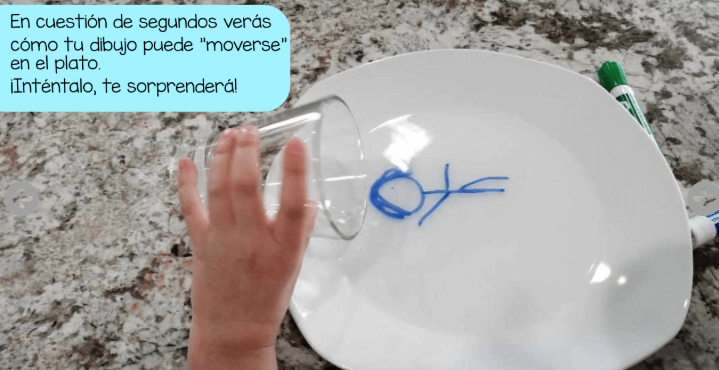 En cuestión de segundos verás
cómo tu dibujo puede "moverse"
en el plato.
¡Inténtalo, te sorprenderá!